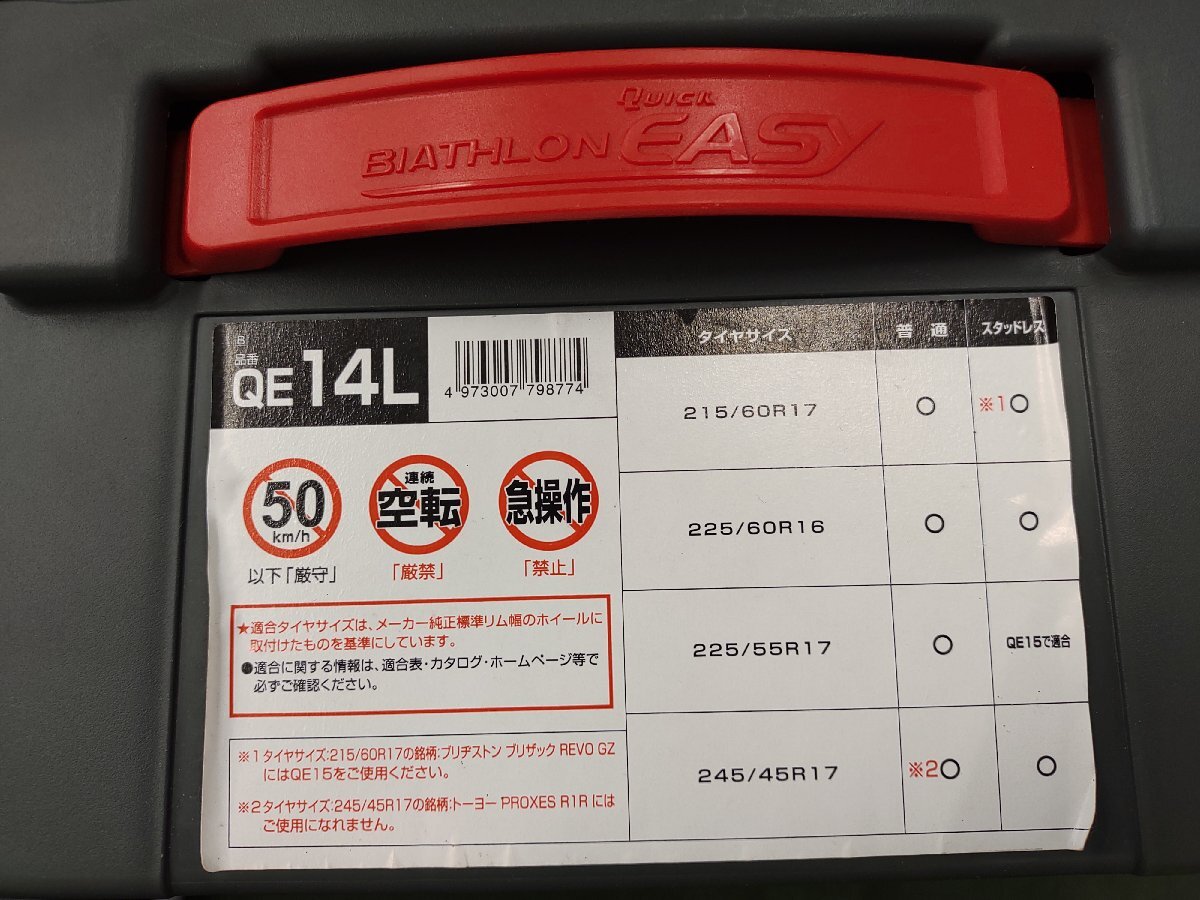 QUICK
BIATHLON EASY
品番
QE14L
4 973007 798774
50
km/h
以下「厳守」
連続
空転
「厳禁」
急操作
「禁止」
★適合タイヤサイズは、メーカー純正標準リム幅のホイールに
取付けたものを基準にしています。
●適合に関する情報は、適合表・カタログ・ホームページ等で
必ずご確認ください。
※1タイヤサイズ:215/60R17の銘柄:ブリヂストン ブリザック REVO GZ
にはQE15をご使用ください。
※2タイヤサイズ:245/45R17の銘柄:トーヨー PROXES R1R には
ご使用になれません。
タイヤサイズ 普通 スタッドレス
215/60R17 ○ ※1○
225/60R16 ○ ○
225/55R17 ○ QE15で適合
245/45R17 ※2○ ○